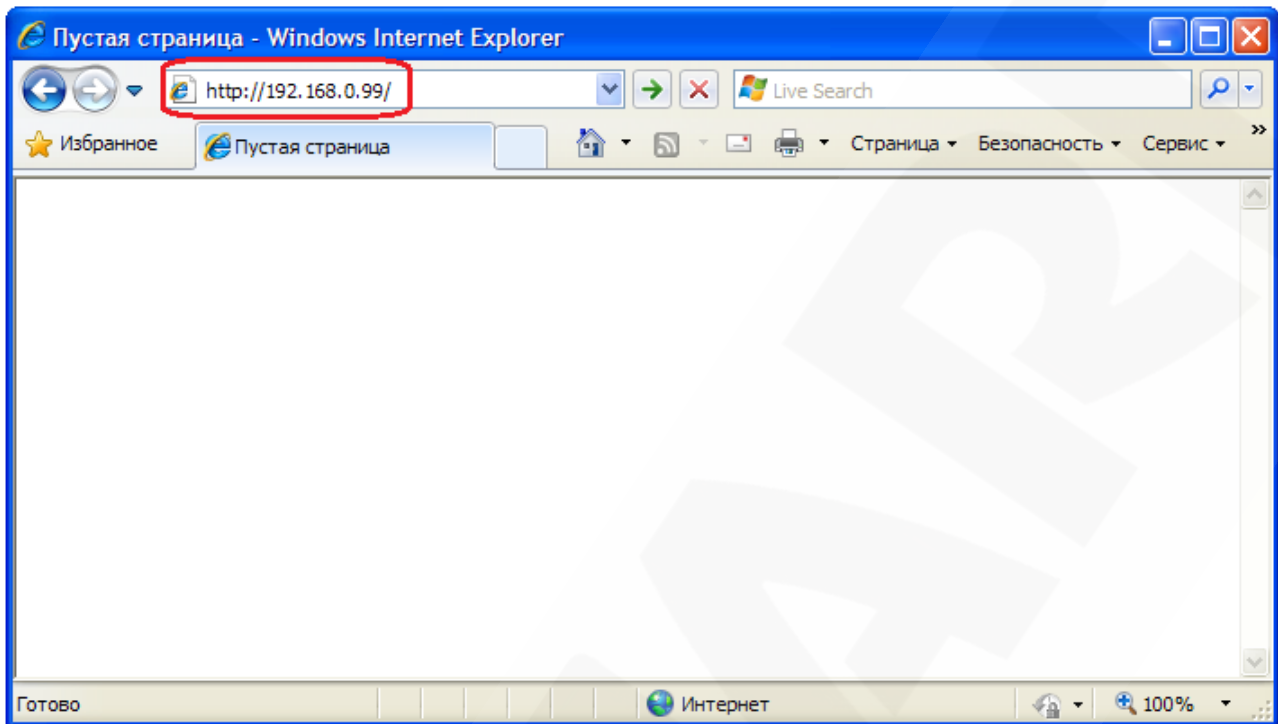 Пустая страница - Windows Internet Explorer
http://192.168.0.99/
Live Search
Избранное
Пустая страница
Страница
Безопасность
Сервис
Готово
Интернет
100%